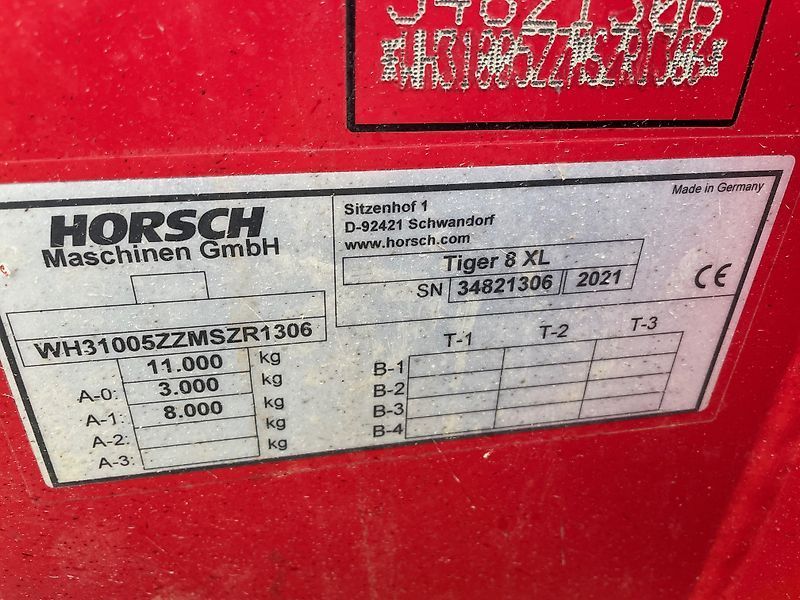 34821306
*WH31005ZZMSZR1306*
HORSCH
Maschinen GmbH
Sitzenhof 1
D-92421 Schwandorf
www.horsch.com
Made in Germany
Tiger 8 XL
SN 34821306 2021
CE
WH31005ZZMSZR1306
11.000 kg
A-0: 3.000 kg
A-1: 8.000 kg
A-2: kg
A-3:
T-1 T-2 T-3
B-1
B-2
B-3
B-4